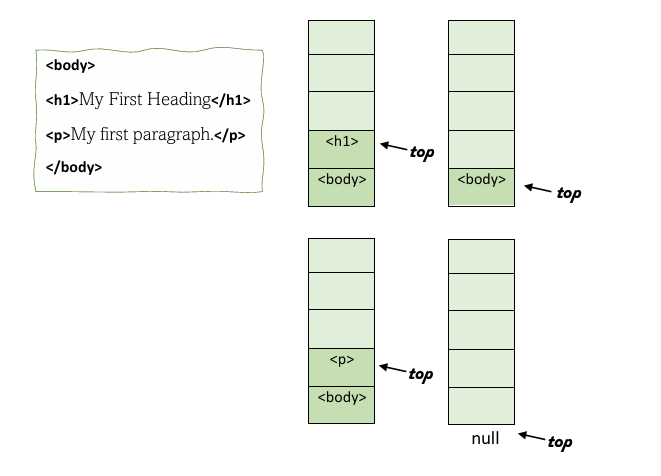 <body>
<h1>My First Heading</h1>
<p>My first paragraph.</p>
</body>
<h1>
top
<body>
<body>
top
<p>
top
<body>
null
top